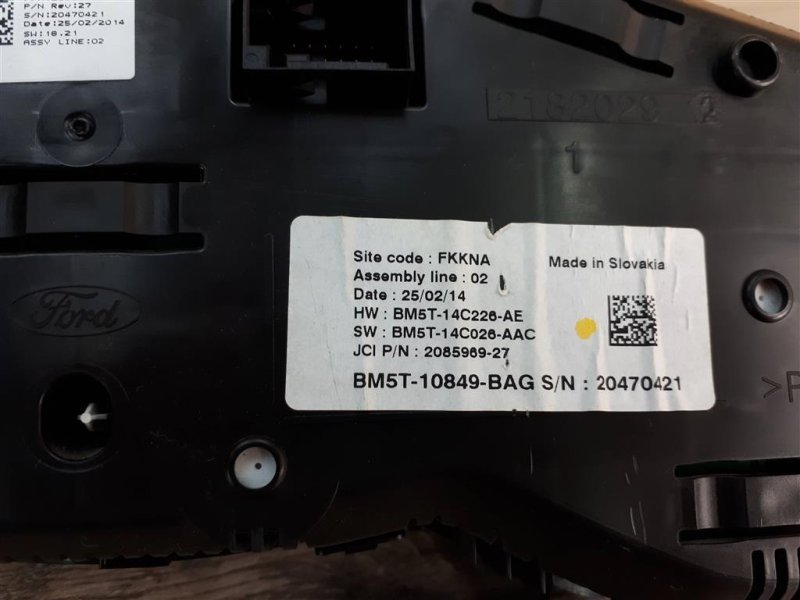 P/N Rev:27
S/N:20470421
Date:25/02/2014
SW:18.21
ASSY LINE:02
2182029 2
1
Ford
Site code : FKKNA
Made in Slovakia
Assembly line : 02
Date : 25/02/14
HW : BM5T-14C226-AE
SW : BM5T-14C026-AAC
JCI P/N : 2085969-27
BM5T-10849-BAG S/N : 20470421
>P